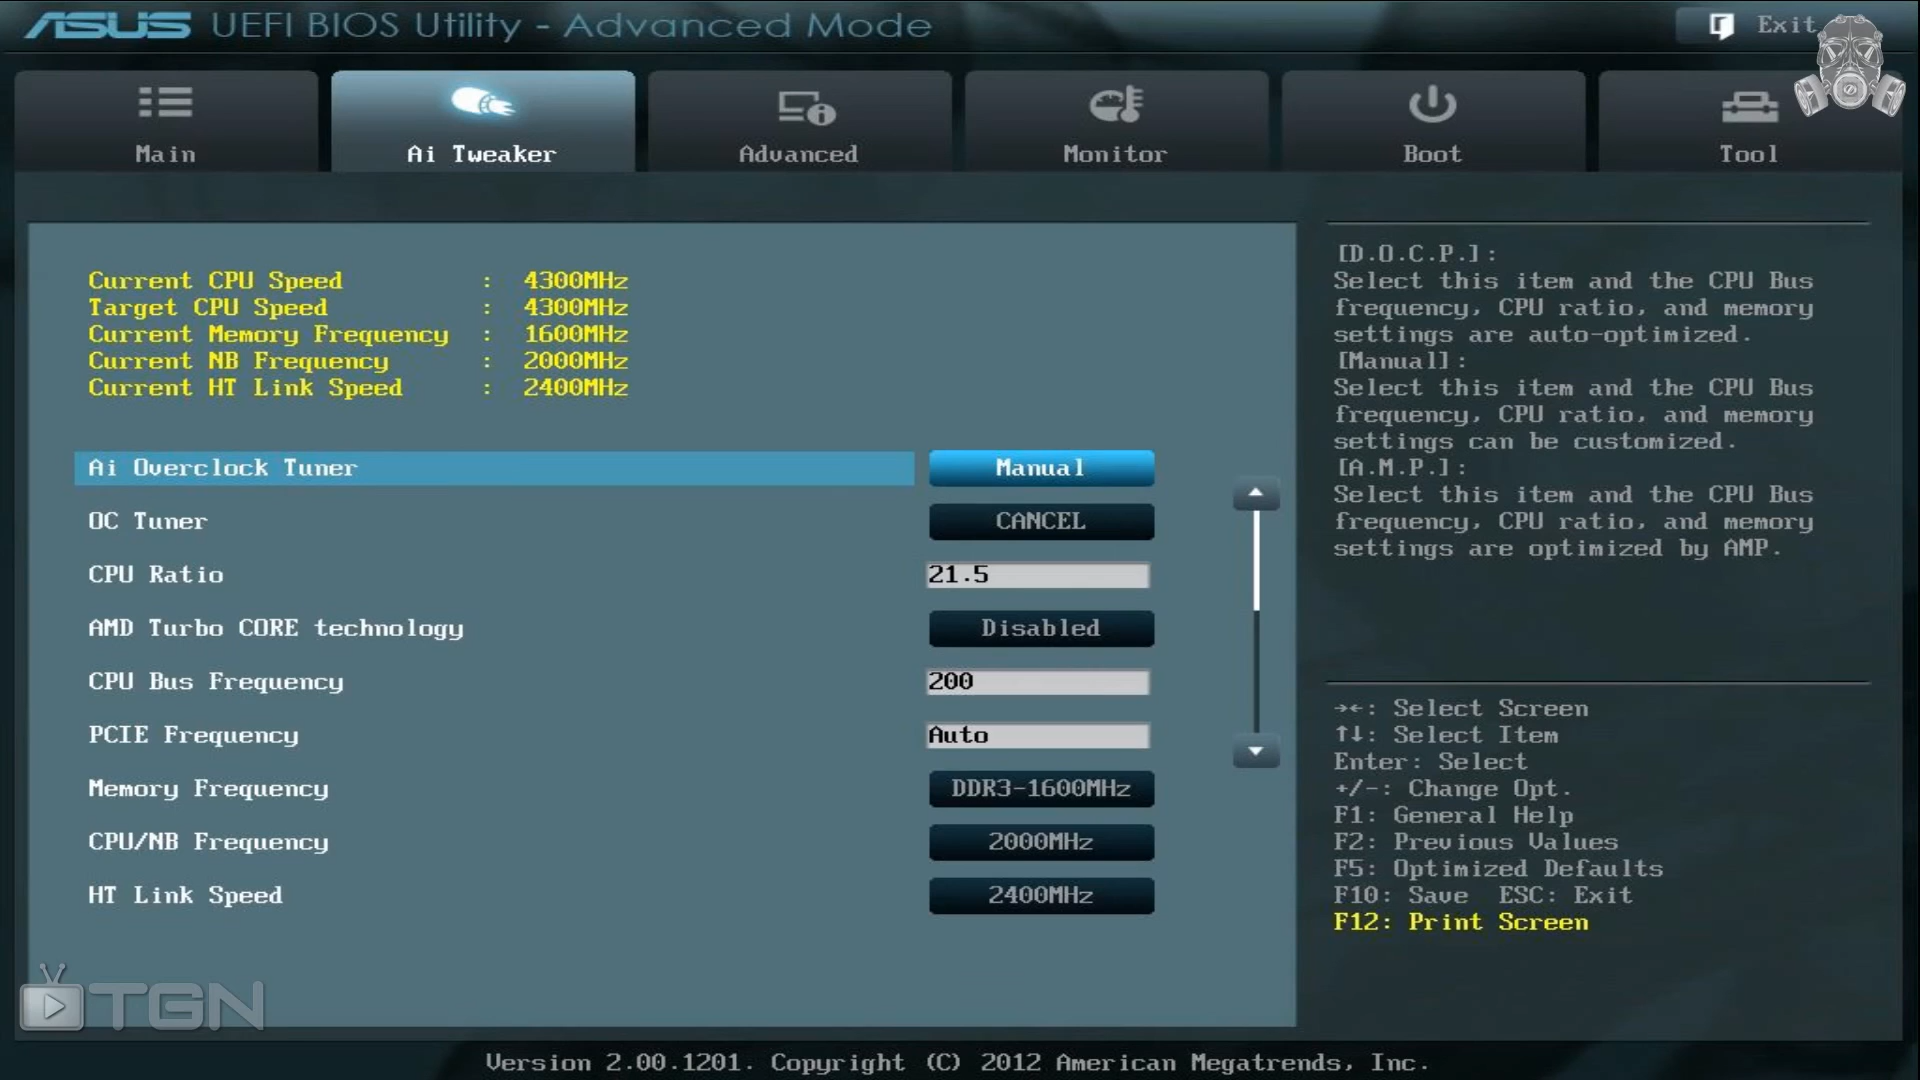 ASUS UEFI BIOS Utility - Advanced Mode
Exit
Main
Ai Tweaker
Advanced
Monitor
Boot
Tool
Current CPU Speed : 4300MHz
Target CPU Speed : 4300MHz
Current Memory Frequency : 1600MHz
Current NB Frequency : 2000MHz
Current HT Link Speed : 2400MHz
Ai Overclock Tuner Manual
OC Tuner CANCEL
CPU Ratio 21.5
AMD Turbo CORE technology Disabled
CPU Bus Frequency 200
PCIE Frequency Auto
Memory Frequency DDR3-1600MHz
CPU/NB Frequency 2000MHz
HT Link Speed 2400MHz
[D.O.C.P.]:
Select this item and the CPU Bus
frequency, CPU ratio, and memory
settings are auto-optimized.
[Manual]:
Select this item and the CPU Bus
frequency, CPU ratio, and memory
settings can be customized.
[A.M.P.]:
Select this item and the CPU Bus
frequency, CPU ratio, and memory
settings are optimized by AMP.
→←: Select Screen
↑↓: Select Item
Enter: Select
+/-: Change Opt.
F1: General Help
F2: Previous Values
F5: Optimized Defaults
F10: Save ESC: Exit
F12: Print Screen
TGN
Version 2.00.1201. Copyright (C) 2012 American Megatrends, Inc.